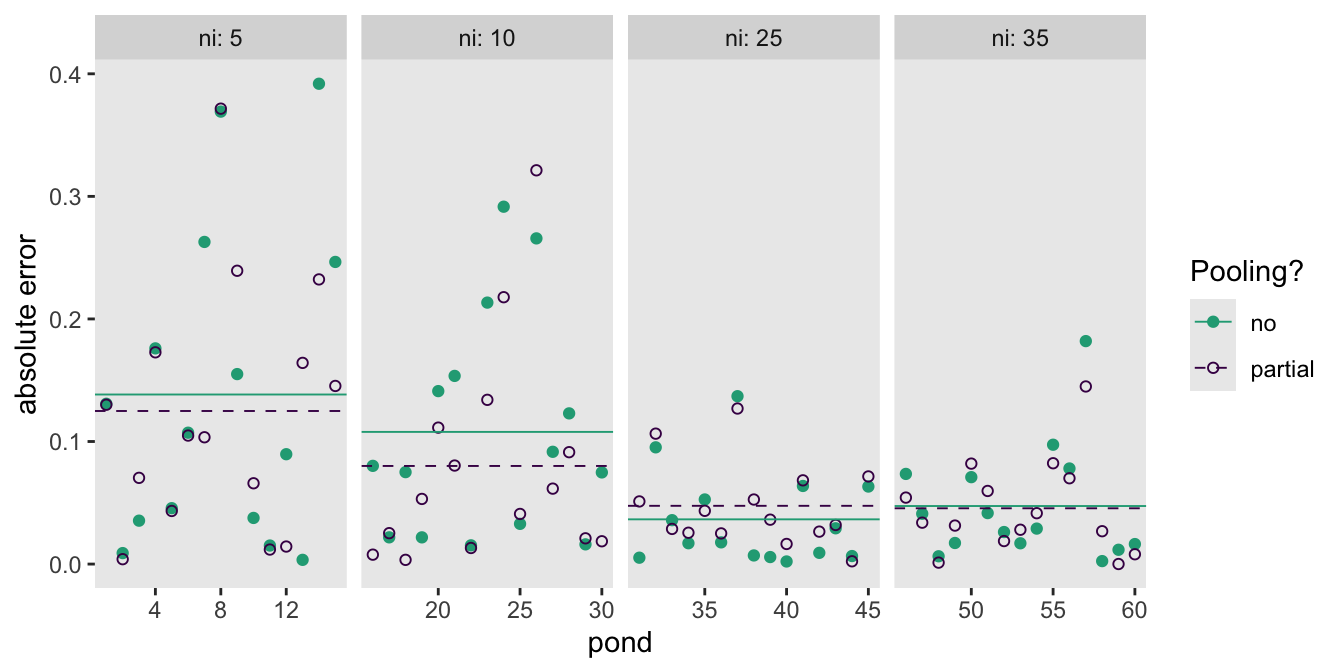 ni: 5
ni: 10
ni: 25
ni: 35
absolute error
0.4
0.3
0.2
0.1
0.0
4 8 12
20 25 30
35 40 45
50 55 60
pond
Pooling?
no
partial